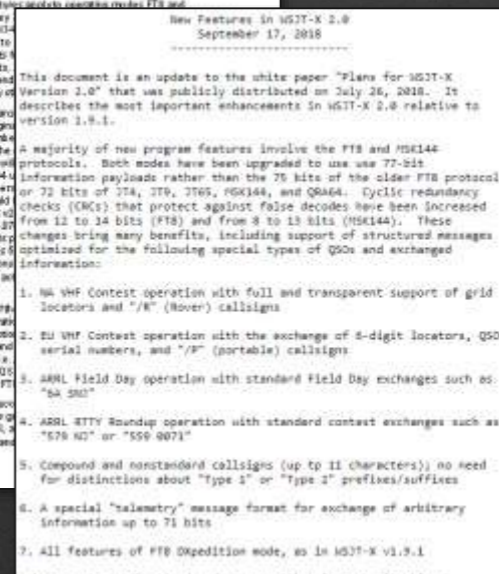 New Features in WSJT-X 2.0
September 17, 2018
---------------------------
This document is an update to the white paper "Plans for WSJT-X
Version 2.0" that was publicly distributed on July 26, 2018. It
describes the most important enhancements in WSJT-X 2.0 relative to
version 1.9.1.
A majority of new program features involve the FT8 and MSK144
protocols. Both modes have been upgraded to use use 77-bit
information payloads rather than the 75 bits of the older FT8 protocol
or 72 bits of JT4, JT9, JT65, MSK144, and QRA64. Cyclic redundancy
checks (CRCs) that protect against false decodes have been increased
from 12 to 14 bits (FT8) and from 8 to 13 bits (MSK144). These
changes bring many benefits, including support of structured messages
optimized for the following special types of QSOs and exchanged
information:
1. NA VHF Contest operation with full and transparent support of grid
locators and "/R" (Rover) callsigns
2. EU VHF Contest operation with the exchange of 6-digit locators, QSO
serial numbers, and "/P" (portable) callsigns
3. ARRL Field Day operation with standard Field Day exchanges such as
"6A SNJ"
4. ARRL RTTY Roundup operation with standard contest exchanges such as
"579 NJ" or "559 0071"
5. Compound and nonstandard callsigns (up tp 11 characters); no need
for distinctions about "Type 1" or "Type 2" prefixes/suffixes
6. A special "telemetry" message format for exchange of arbitrary
information up to 71 bits
7. All features of FT8 DXpedition mode, as in WSJT-X v1.9.1